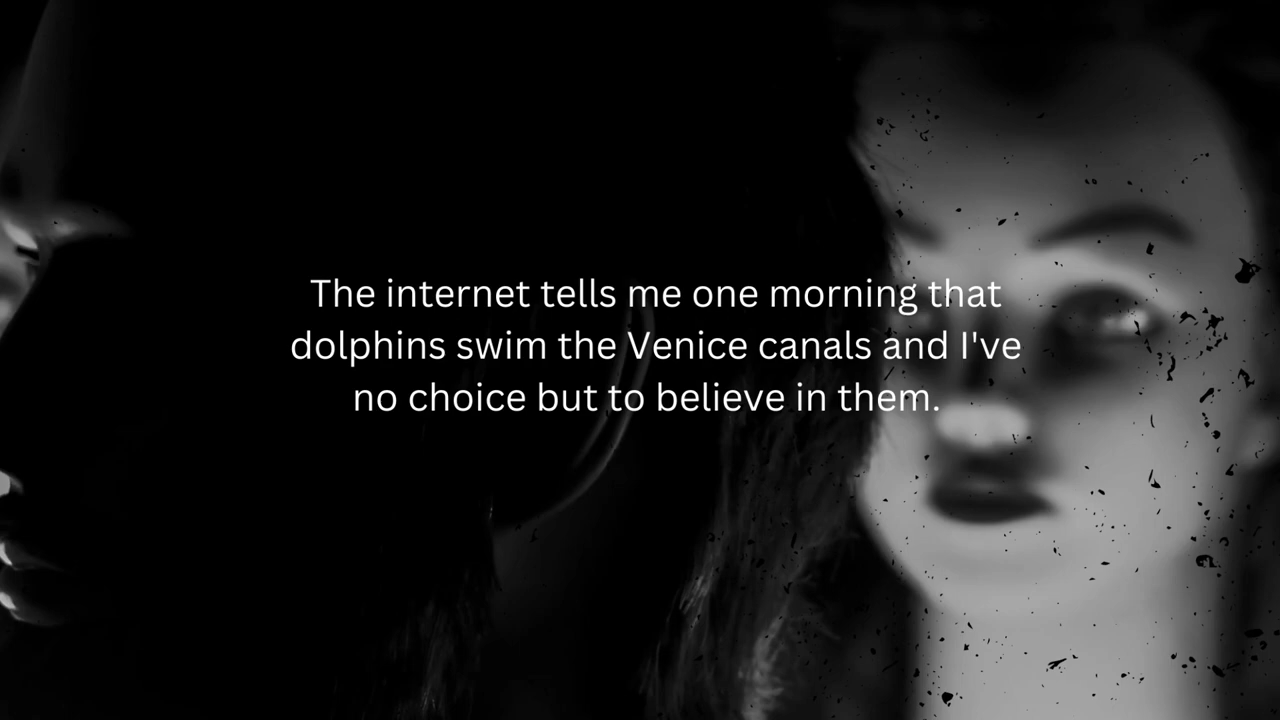 The internet tells me one morning that
dolphins swim the Venice canals and I've
no choice but to believe in them.